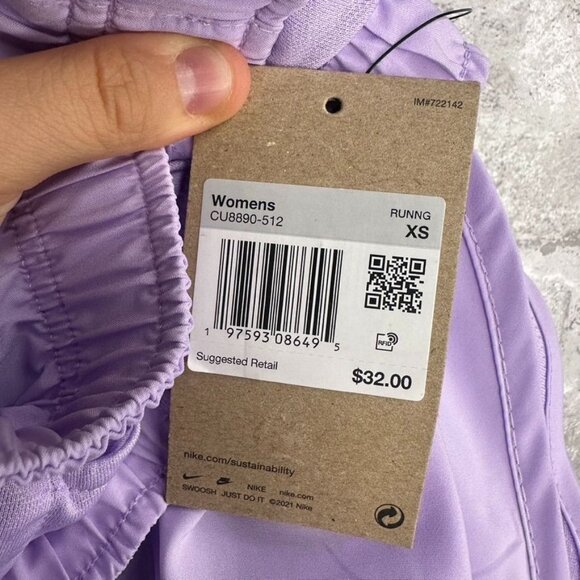 IM#722142
Womens
CU8890-512
RUNNG
XS
1 97593 08649 5
RFID
Suggested Retail
$32.00
nike.com/sustainability
NIKE nike.com
SWOOSH JUST DO IT ©2021 Nike